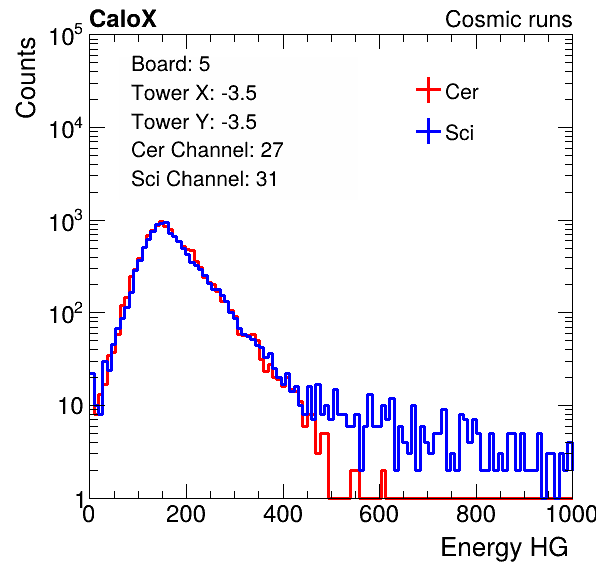 CaloX
Cosmic runs
Counts
10^5
10^4
10^3
10^2
10
1
Board: 5
Tower X: -3.5
Tower Y: -3.5
Cer Channel: 27
Sci Channel: 31
Cer
Sci
0 200 400 600 800 1000
Energy HG